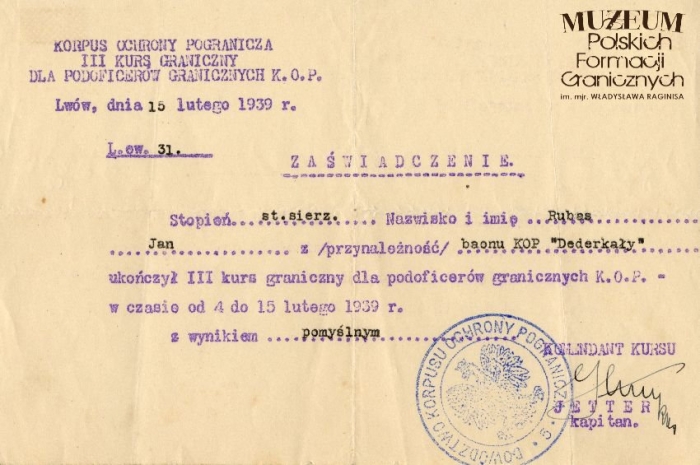 MUZEUM
Polskich
Formacji
Granicznych
im. mjr. WŁADYSŁAWA RAGINISA
KORPUS OCHRONY POGRANICZA
III KURS GRANICZNY
DLA PODOFICERÓW GRANICZNYCH K.O.P.
Lwów, dnia 15 lutego 1939 r.
L.ow. 31.
ZAŚWIADCZENIE.
Stopień st.sierz. Nazwisko i imię Rubas
Jan z /przynależność/ baonu KOP "Dederkały"
ukończył III kurs graniczny dla podoficerów granicznych K.O.P. -
w czasie od 4 do 15 lutego 1939 r.
z wynikiem pomyślnym
KOMENDANT KURSU
JETTER
kapitan.
DOWÓDZTWO KORPUSU OCHRONY POGRANICZA